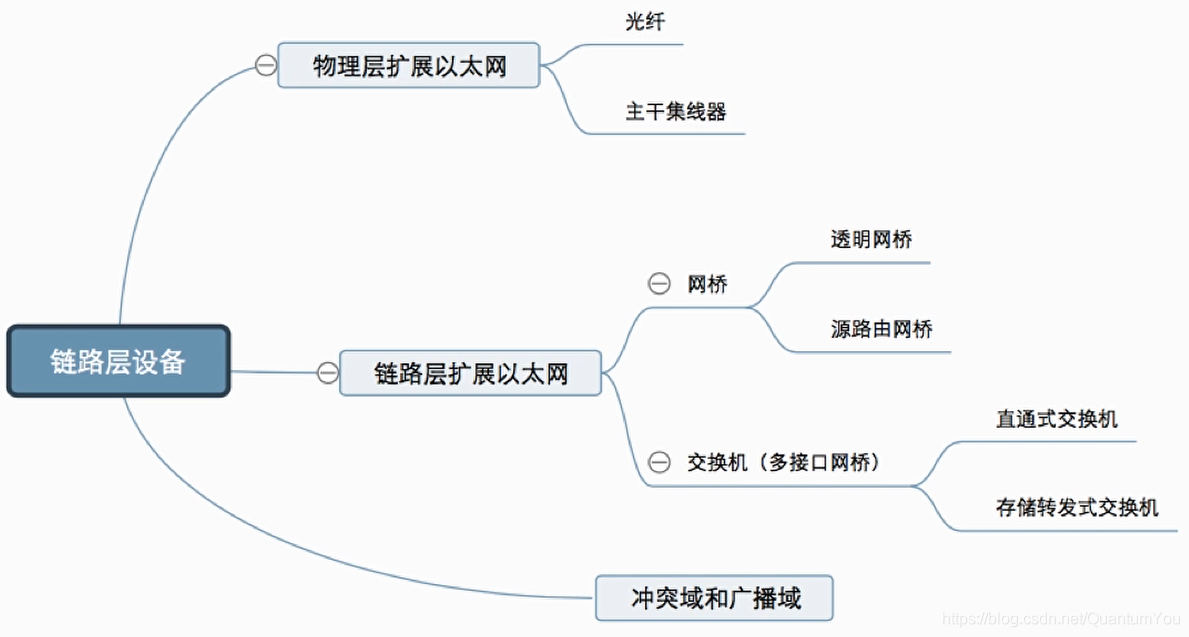 光纤
物理层扩展以太网
主干集线器
透明网桥
网桥
源路由网桥
链路层设备
链路层扩展以太网
直通式交换机
交换机（多接口网桥）
存储转发式交换机
冲突域和广播域
https://blog.csdn.net/QuantumYou